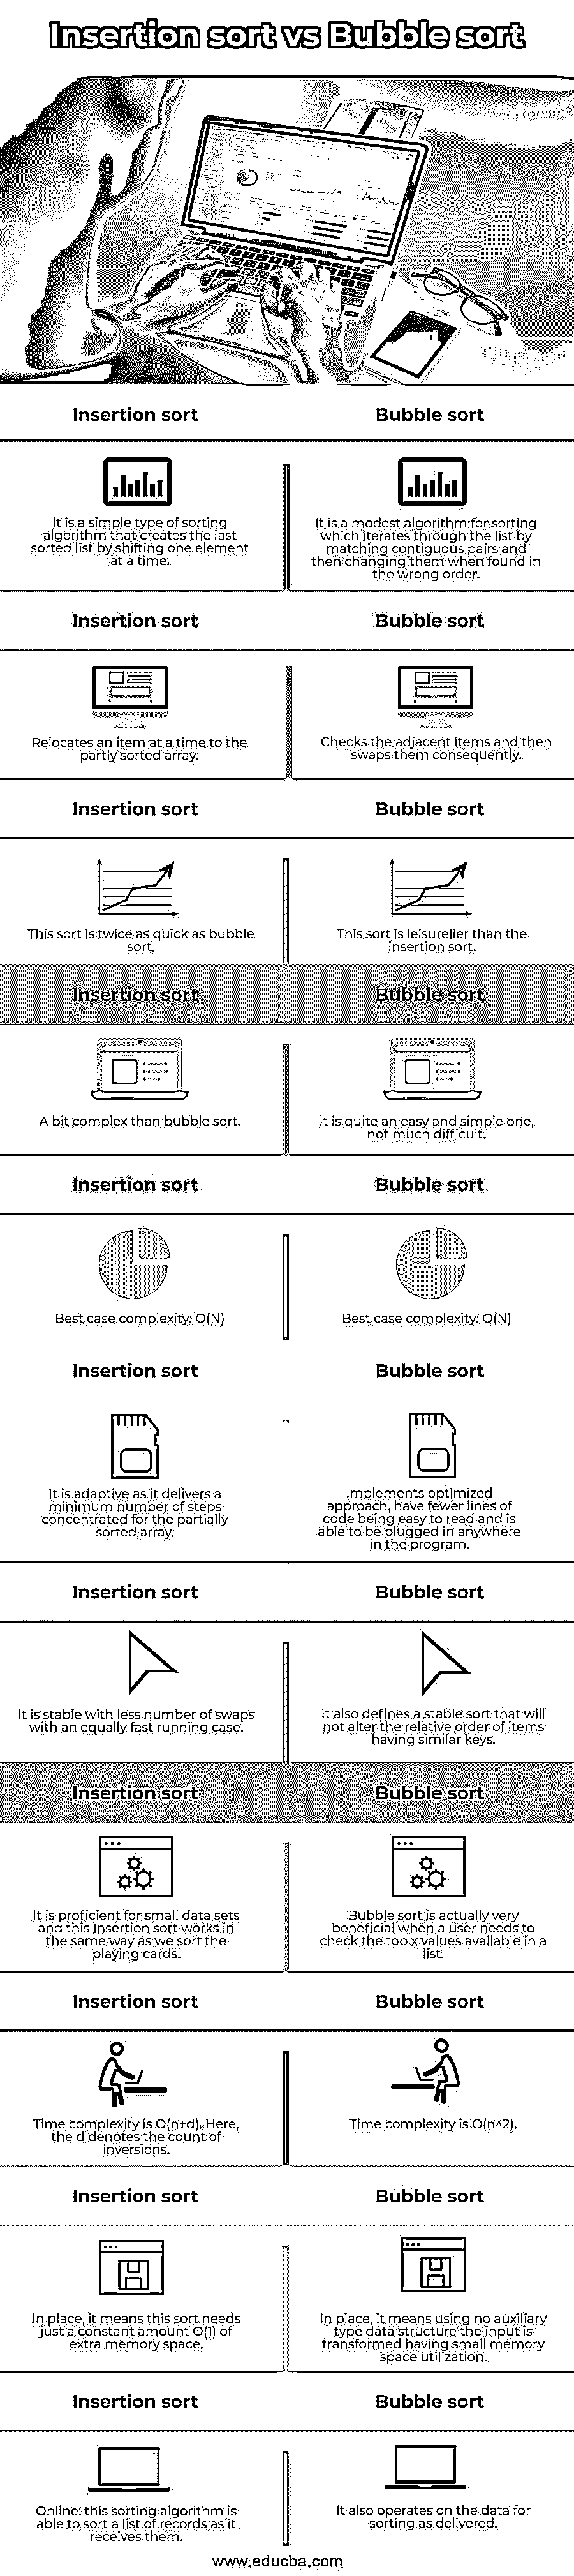 Insertion sort vs Bubble sort
Insertion sort
Bubble sort
It is a simple type of sorting
algorithm that creates the last
sorted list by shifting one element
at a time.
It is a modest algorithm for sorting
which iterates through the list by
matching contiguous pairs and
then changing them when found in
the wrong order.
Insertion sort
Bubble sort
Relocates an item at a time to the
partly sorted array.
Checks the adjacent items and then
swaps them consequently.
Insertion sort
Bubble sort
This sort is twice as quick as bubble
sort.
This sort is leisurelier than the
insertion sort.
Insertion sort
Bubble sort
A bit complex than bubble sort.
It is quite an easy and simple one,
not much difficult.
Insertion sort
Bubble sort
Best case complexity: O(N)
Best case complexity: O(N)
Insertion sort
Bubble sort
It is adaptive as it delivers a
minimum number of steps
concentrated for the partially
sorted array.
Implements optimized
approach, have fewer lines of
code being easy to read and is
able to be plugged in anywhere
in the program.
Insertion sort
Bubble sort
It is stable with less number of swaps
with an equally fast running case.
It also defines a stable sort that will
not alter the relative order of items
having similar keys.
Insertion sort
Bubble sort
It is proficient for small data sets
and this Insertion sort works in
the same way as we sort the
playing cards.
Bubble sort is actually very
beneficial when a user needs to
check the top x values available in a
list.
Insertion sort
Bubble sort
Time complexity is O(n+d). Here,
the d denotes the count of
inversions.
Time complexity is O(n^2).
Insertion sort
Bubble sort
In place, it means this sort needs
just a constant amount O(1) of
extra memory space.
In place, it means using no auxiliary
type data structure the input is
transformed having small memory
space utilization.
Insertion sort
Bubble sort
Online: this sorting algorithm is
able to sort a list of records as it
receives them.
It also operates on the data for
sorting as delivered.
www.educba.com